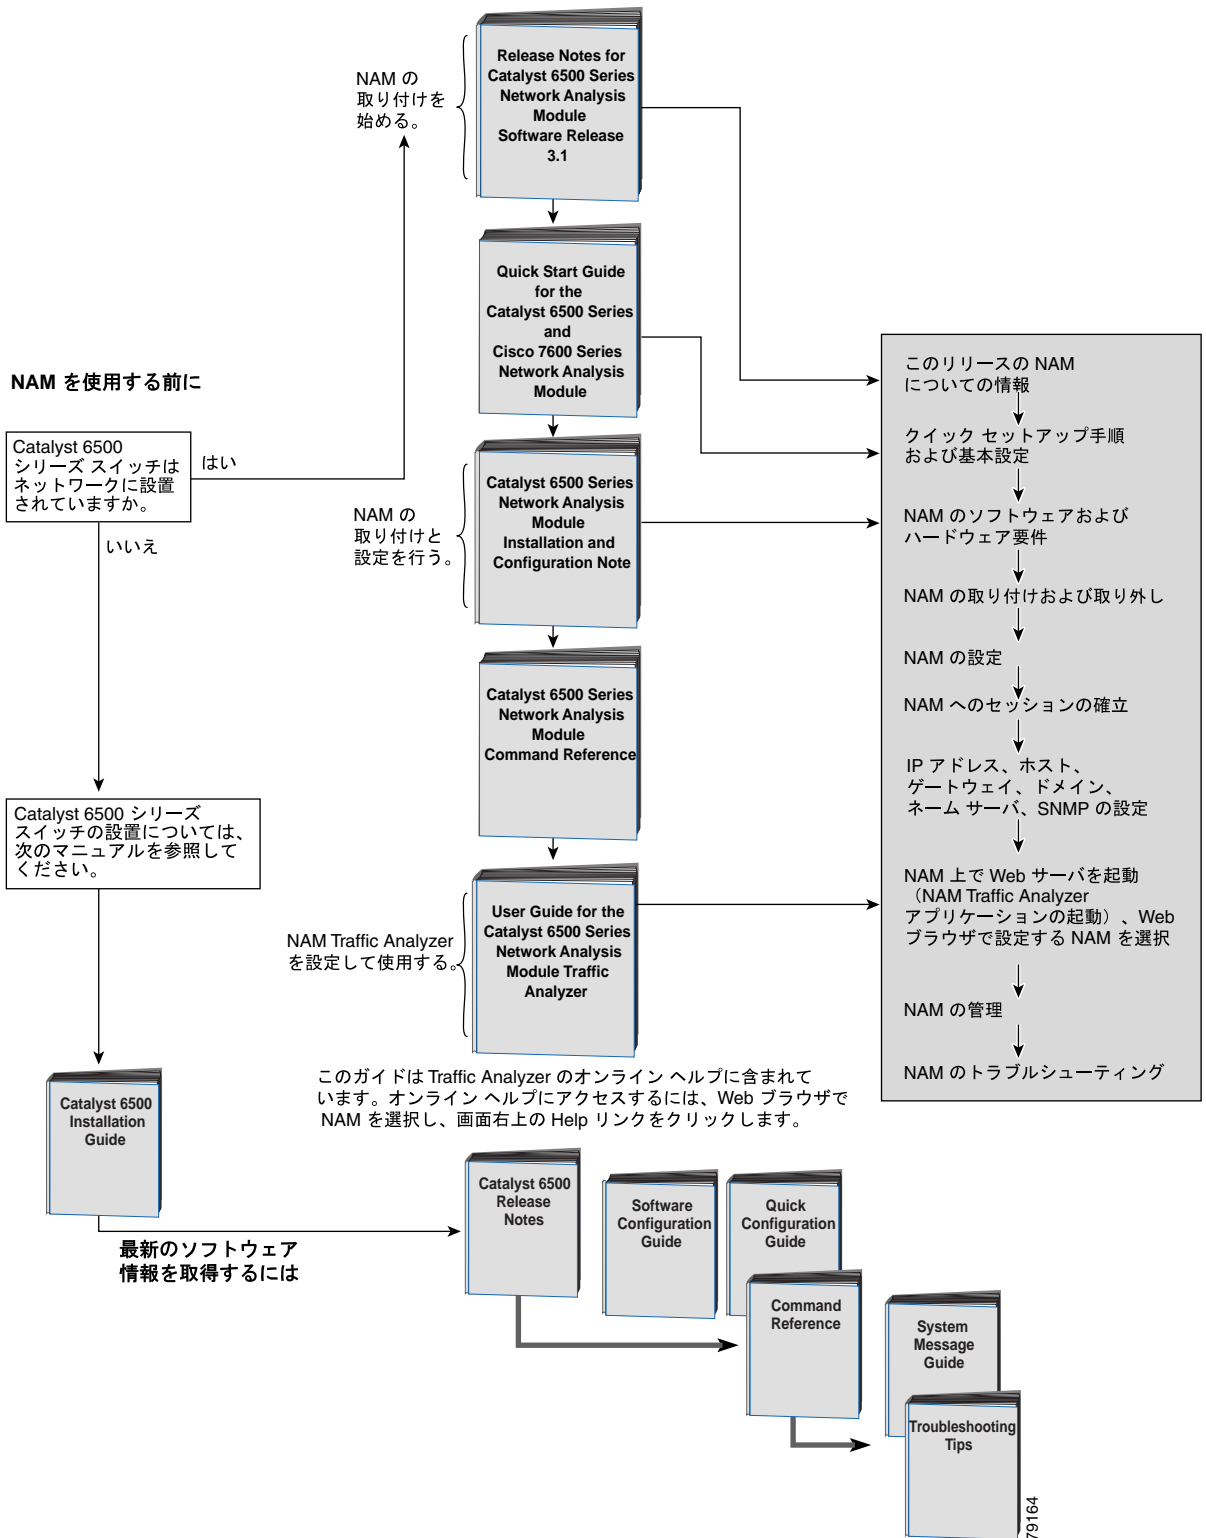 NAM の
取り付けを
始める。
Release Notes for
Catalyst 6500 Series
Network Analysis
Module
Software Release
3.1
Quick Start Guide
for the
Catalyst 6500 Series
and
Cisco 7600 Series
Network Analysis
Module
NAM を使用する前に
Catalyst 6500
シリーズ スイッチは
ネットワークに設置
されていますか。
はい
いいえ
NAM の
取り付けと
設定を行う。
Catalyst 6500 Series
Network Analysis
Module
Installation and
Configuration Note
Catalyst 6500 Series
Network Analysis
Module
Command Reference
Catalyst 6500 シリーズ
スイッチの設置については、
次のマニュアルを参照して
ください。
NAM Traffic Analyzer
を設定して使用する。
User Guide for the
Catalyst 6500 Series
Network Analysis
Module Traffic
Analyzer
このリリースの NAM
についての情報
クイック セットアップ手順
および基本設定
NAM のソフトウェアおよび
ハードウェア要件
NAM の取り付けおよび取り外し
NAM の設定
NAM へのセッションの確立
IP アドレス、ホスト、
ゲートウェイ、ドメイン、
ネーム サーバ、SNMP の設定
NAM 上で Web サーバを起動
（NAM Traffic Analyzer
アプリケーションの起動）、Web
ブラウザで設定する NAM を選択
NAM の管理
NAM のトラブルシューティング
このガイドは Traffic Analyzer のオンライン ヘルプに含まれて
います。オンライン ヘルプにアクセスするには、Web ブラウザで
NAM を選択し、画面右上の Help リンクをクリックします。
Catalyst 6500
Installation
Guide
最新のソフトウェア
情報を取得するには
Catalyst 6500
Release
Notes
Software
Configuration
Guide
Quick
Configuration
Guide
Command
Reference
System
Message
Guide
Troubleshooting
Tips
79164